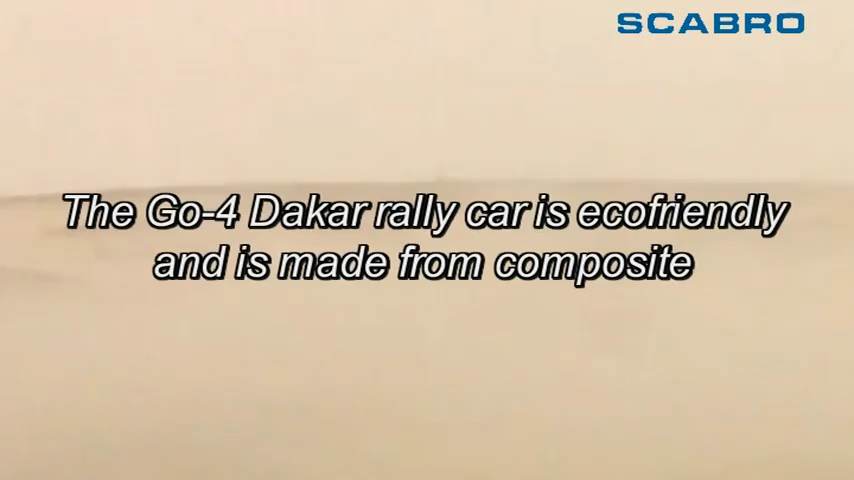 SCABRO
The Go-4 Dakar rally car is ecofriendly
and is made from composite